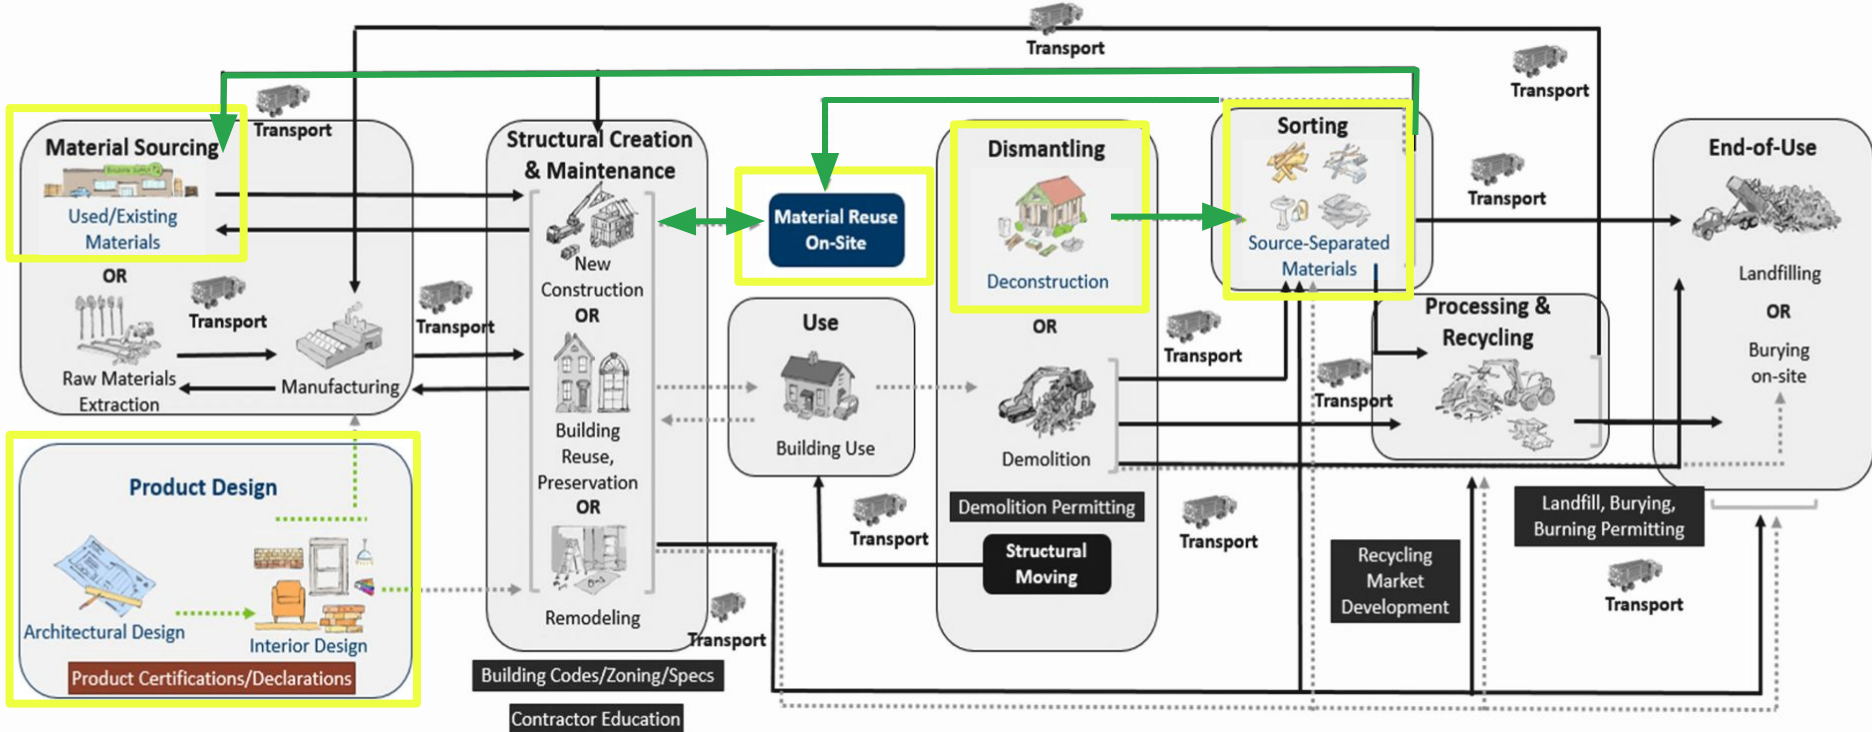 Transport
Transport
Transport
Transport
Material Sourcing
Used/Existing
Materials
OR
Transport
Raw Materials
Extraction
Manufacturing
Transport
Product Design
Architectural Design
Interior Design
Product Certifications/Declarations
Structural Creation
& Maintenance
New
Construction
OR
Building
Reuse,
Preservation
OR
Remodeling
Building Codes/Zoning/Specs
Contractor Education
Transport
Material Reuse
On-Site
Use
Building Use
Transport
Dismantling
Deconstruction
OR
Demolition
Demolition Permitting
Structural
Moving
Transport
Transport
Sorting
Source-Separated
Materials
Processing &
Recycling
Transport
Recycling
Market
Development
End-of-Use
Landfilling
OR
Burying
on-site
Landfill, Burying,
Burning Permitting
Transport